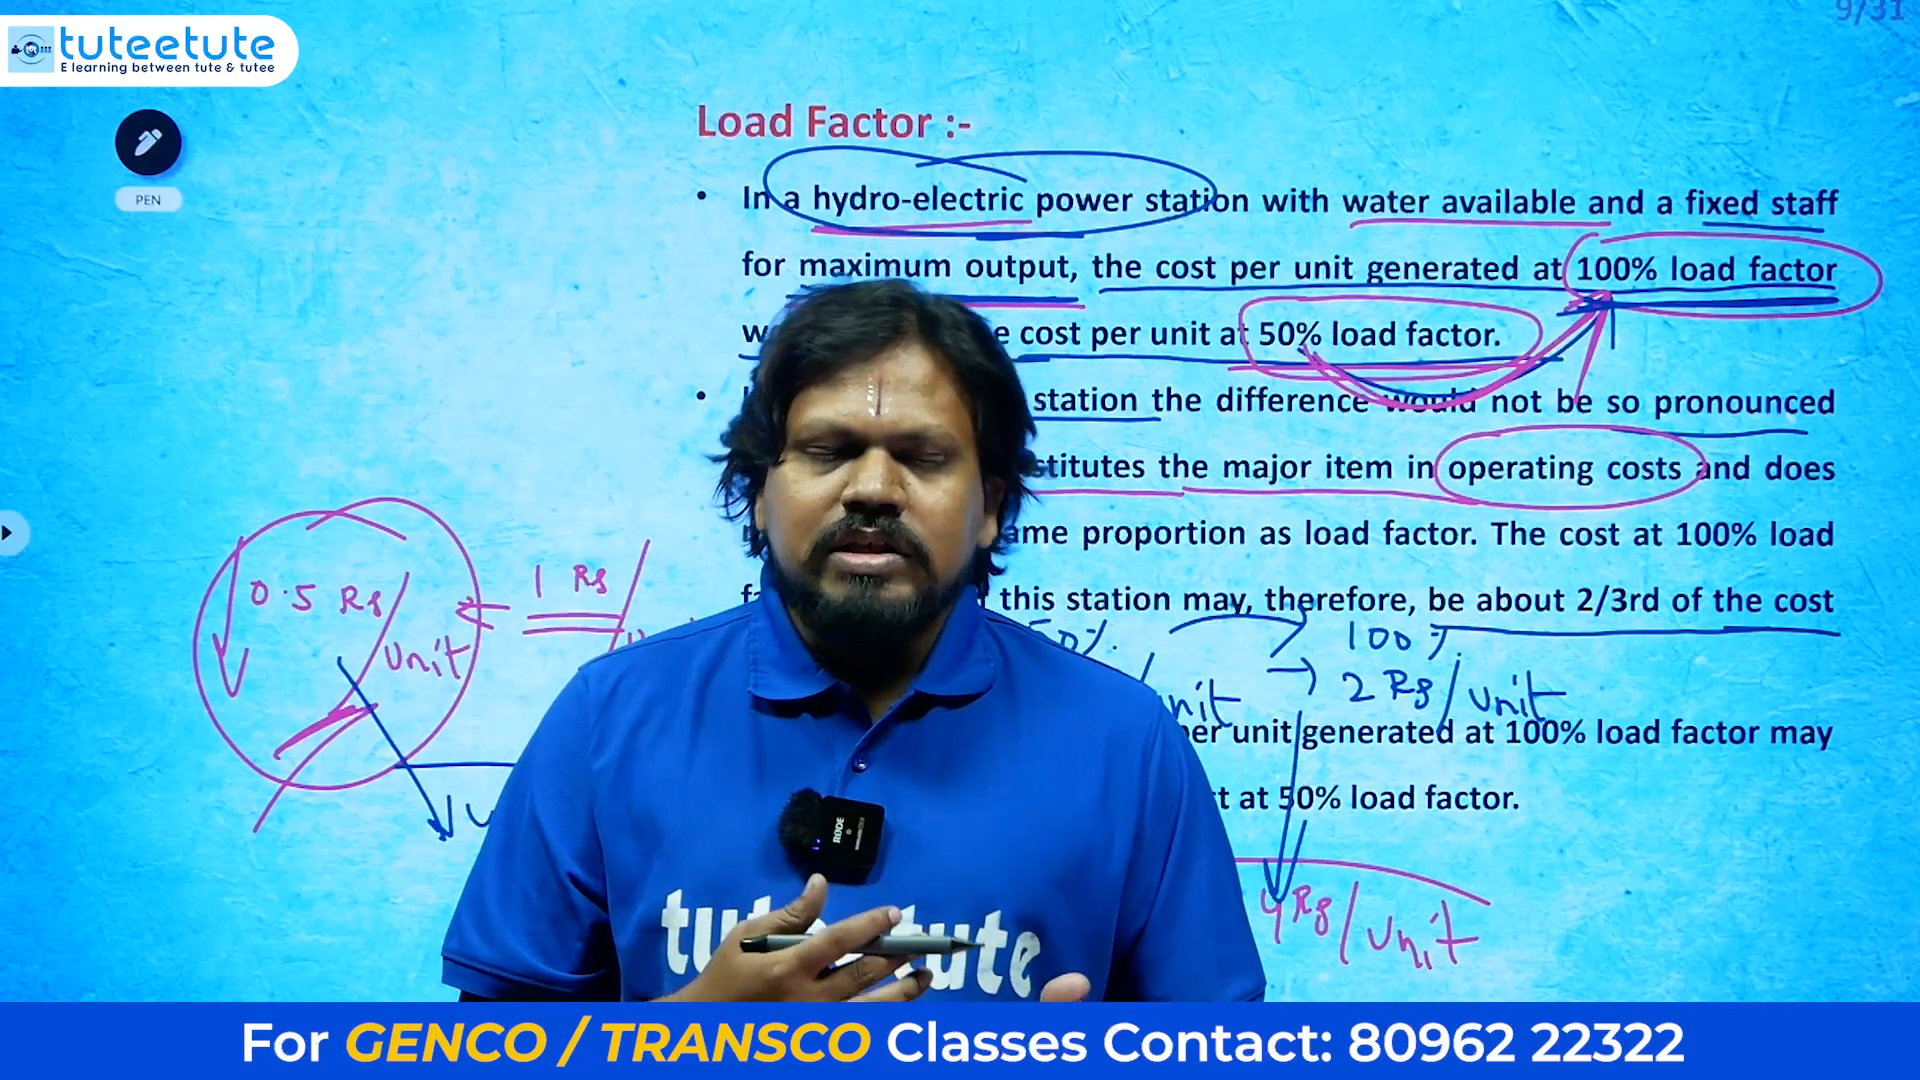 9/31
tuteetute
E learning between tute & tutee
PEN
Load Factor :-
• In a hydro-electric power station with water available and a fixed staff
for maximum output, the cost per unit generated at 100% load factor
cost per unit at 50% load factor.
• station the difference would not be so pronounced
the major item in operating costs and does
proportion as load factor. The cost at 100% load
this station may, therefore, be about 2/3rd of the cost
unit generated at 100% load factor may
at 50% load factor.
0.5 Rs/unit
1 Rs/
50%.
100%
→ 2 Rs/unit
4 Rs/unit
RODE
For GENCO / TRANSCO Classes Contact: 80962 22322